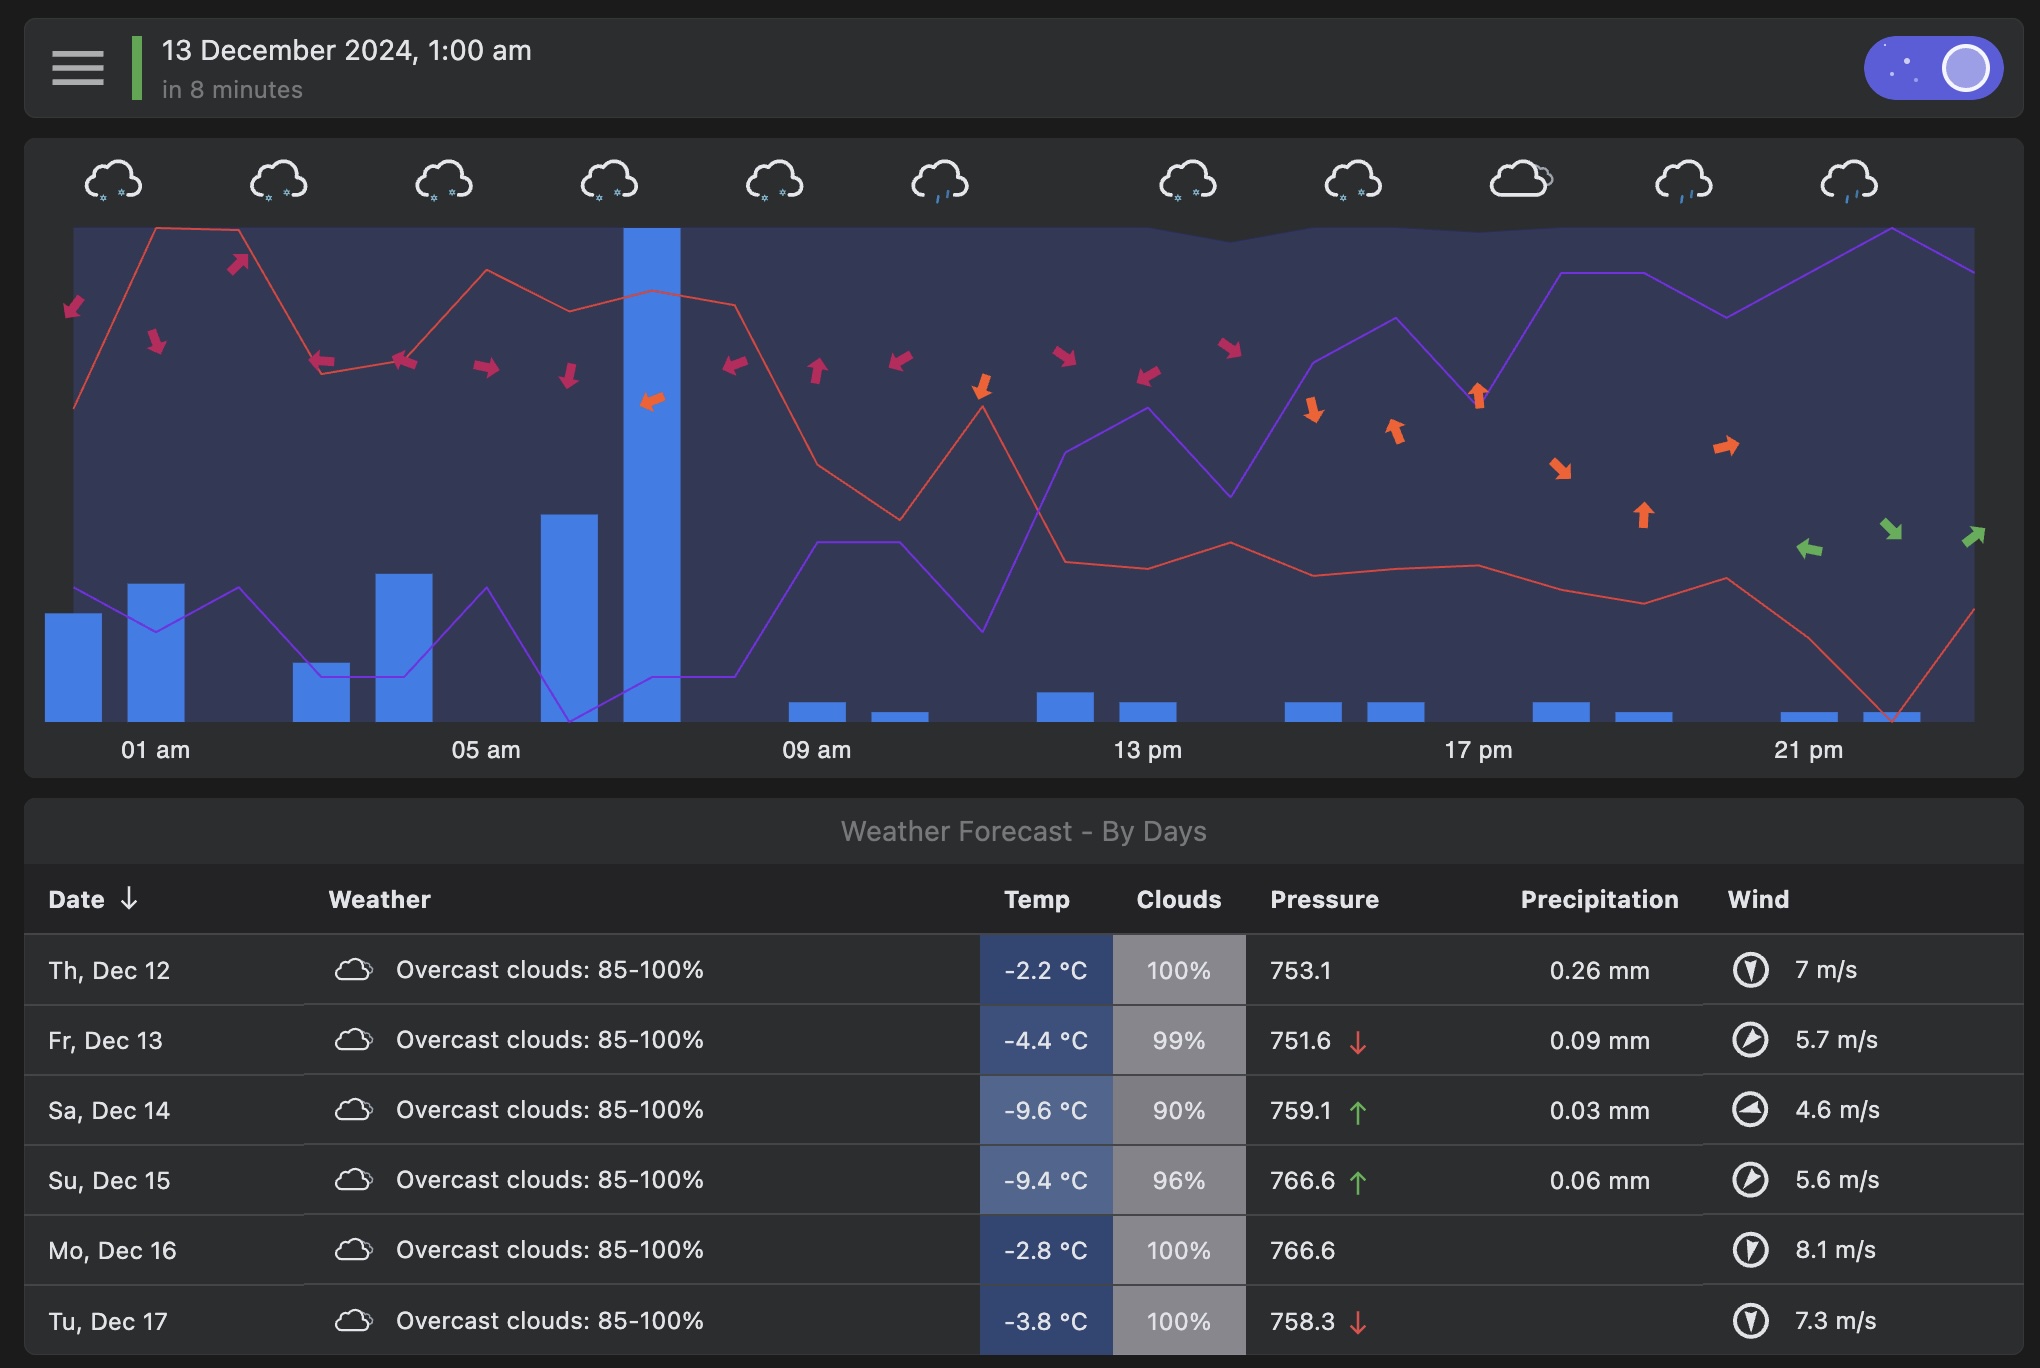 13 December 2024, 1:00 am
in 8 minutes
01 am 05 am 09 am 13 pm 17 pm 21 pm
Weather Forecast - By Days
Date ↓ Weather Temp Clouds Pressure Precipitation Wind
Th, Dec 12 Overcast clouds: 85-100% -2.2 °C 100% 753.1 0.26 mm 7 m/s
Fr, Dec 13 Overcast clouds: 85-100% -4.4 °C 99% 751.6 ↓ 0.09 mm 5.7 m/s
Sa, Dec 14 Overcast clouds: 85-100% -9.6 °C 90% 759.1 ↑ 0.03 mm 4.6 m/s
Su, Dec 15 Overcast clouds: 85-100% -9.4 °C 96% 766.6 ↑ 0.06 mm 5.6 m/s
Mo, Dec 16 Overcast clouds: 85-100% -2.8 °C 100% 766.6 8.1 m/s
Tu, Dec 17 Overcast clouds: 85-100% -3.8 °C 100% 758.3 ↓ 7.3 m/s